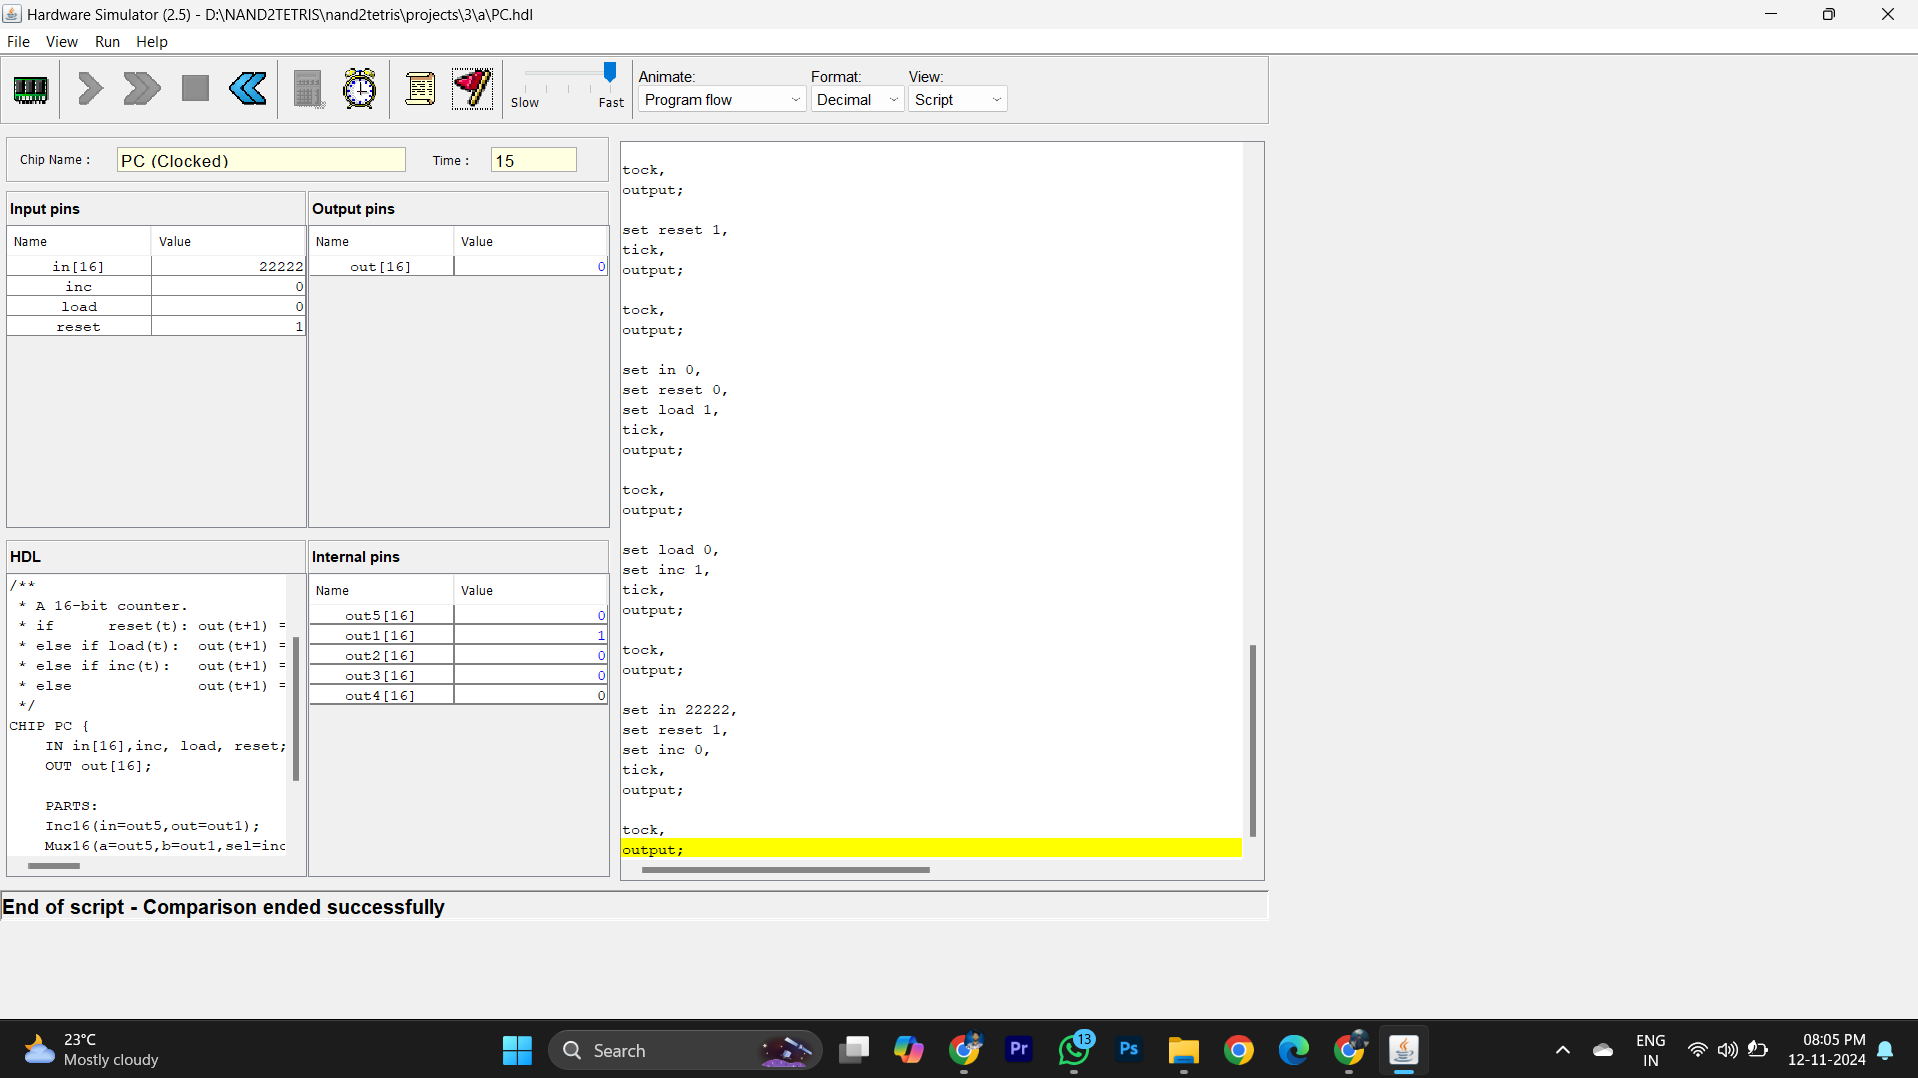 Hardware Simulator (2.5) - D:\NAND2TETRIS\nand2tetris\projects\3\a\PC.hdl
File View Run Help
Slow Fast
Animate: Format: View:
Program flow Decimal Script
Chip Name : PC (Clocked) Time : 15
Input pins
Name Value
in[16] 22222
inc 0
load 0
reset 1
Output pins
Name Value
out[16] 0
HDL
/**
* A 16-bit counter.
* if reset(t): out(t+1) =
* else if load(t): out(t+1) =
* else if inc(t): out(t+1) =
* else out(t+1) =
*/
CHIP PC {
IN in[16],inc, load, reset;
OUT out[16];
PARTS:
Inc16(in=out5,out=out1);
Mux16(a=out5,b=out1,sel=inc
Internal pins
Name Value
out5[16] 0
out1[16] 1
out2[16] 0
out3[16] 0
out4[16] 0
tock,
output;
set reset 1,
tick,
output;
tock,
output;
set in 0,
set reset 0,
set load 1,
tick,
output;
tock,
output;
set load 0,
set inc 1,
tick,
output;
tock,
output;
set in 22222,
set reset 1,
set inc 0,
tick,
output;
tock,
output;
End of script - Comparison ended successfully
23°C
Mostly cloudy
Search
Pr
13
Ps
ENG
IN
08:05 PM
12-11-2024